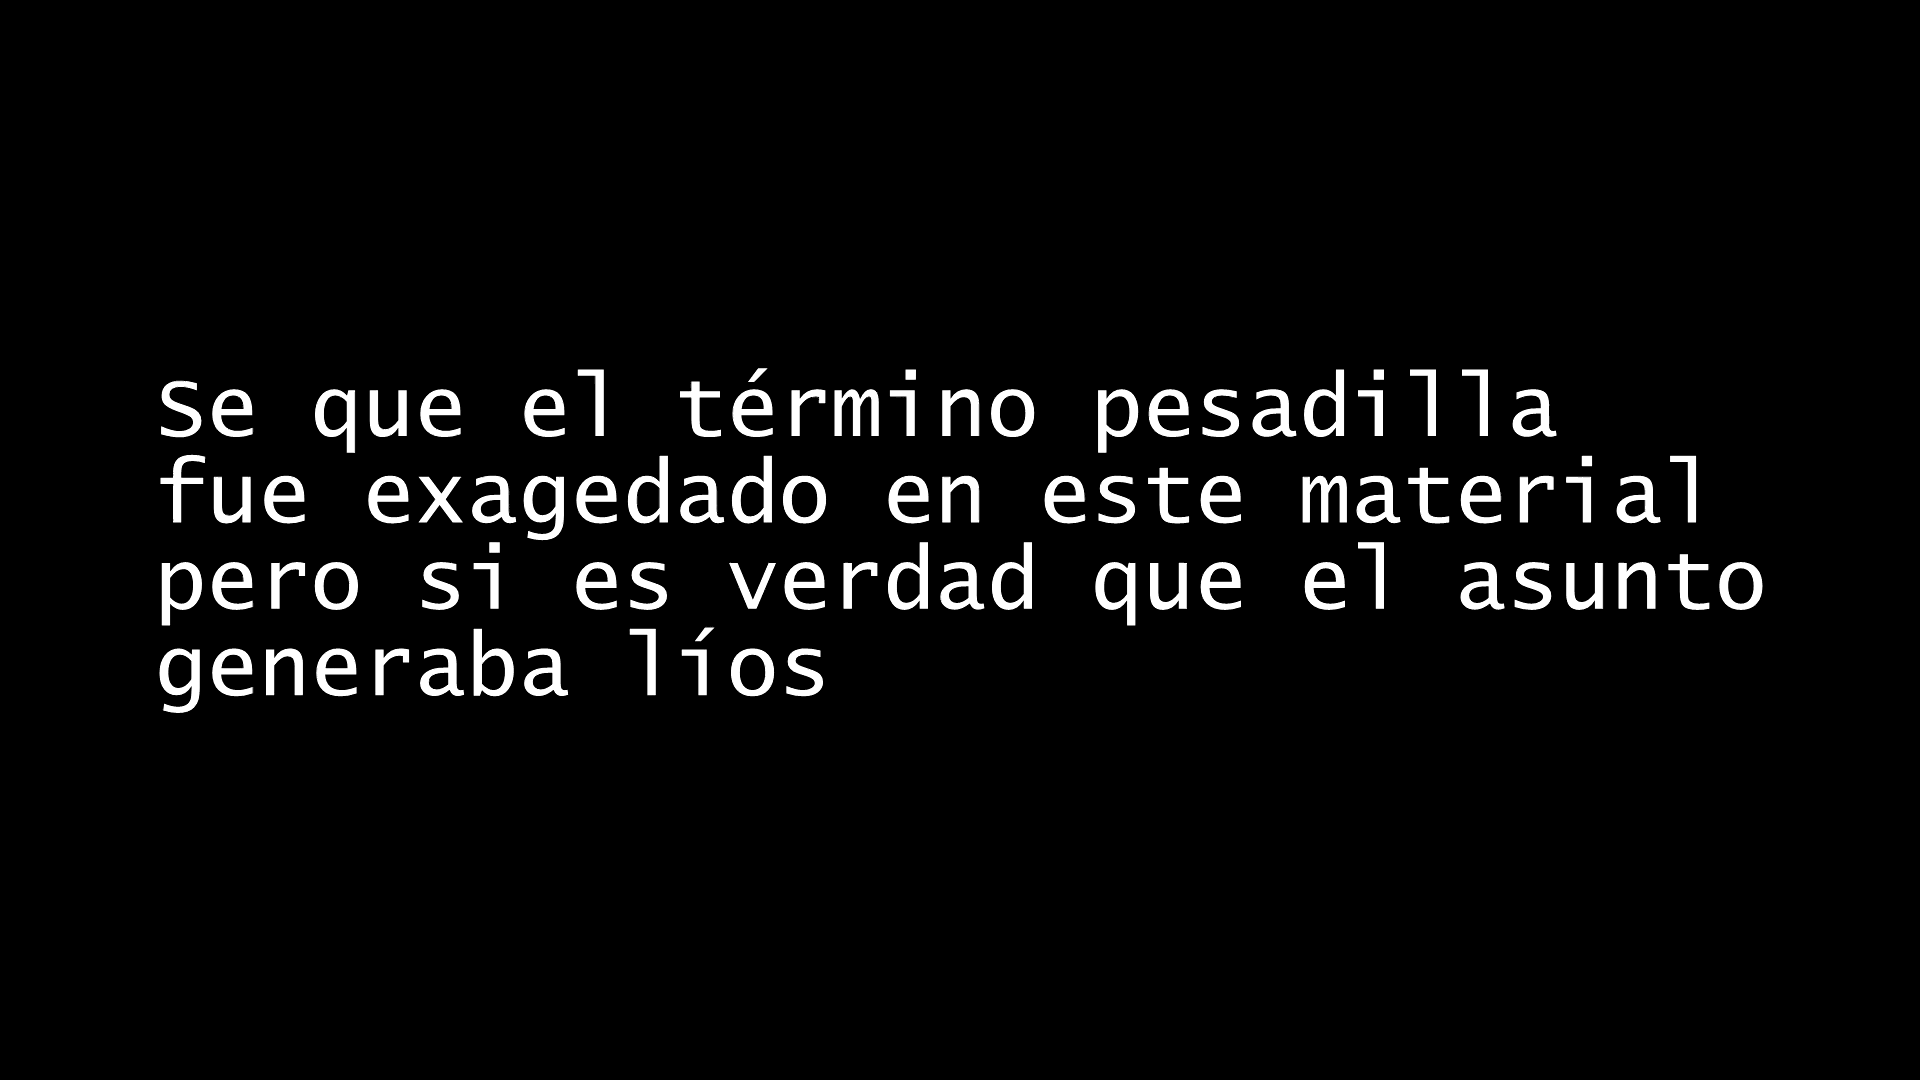 Se que el término pesadilla
fue exagedado en este material
pero si es verdad que el asunto
generaba líos